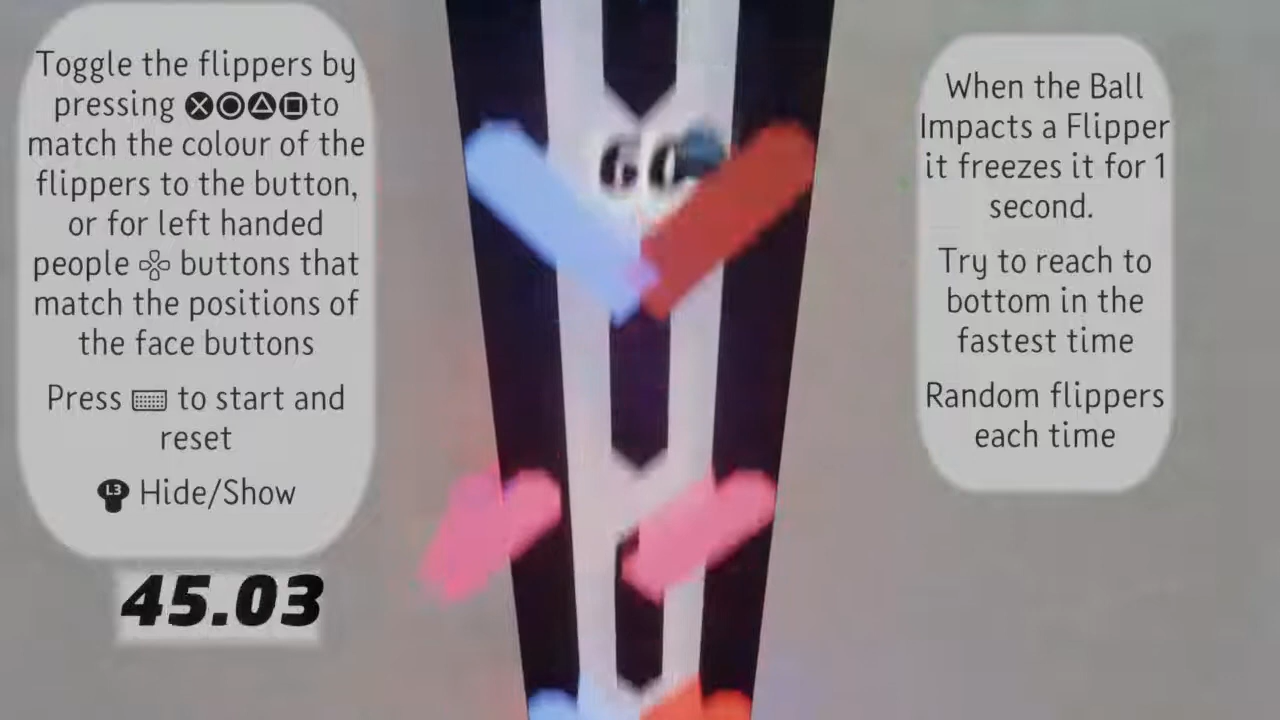 Toggle the flippers by
pressing ⓧ○△□to
match the colour of the
flippers to the button,
or for left handed
people buttons that
match the positions of
the face buttons
Press to start and
reset
L3 Hide/Show
45.03
GO
When the Ball
Impacts a Flipper
it freezes it for 1
second.
Try to reach to
bottom in the
fastest time
Random flippers
each time